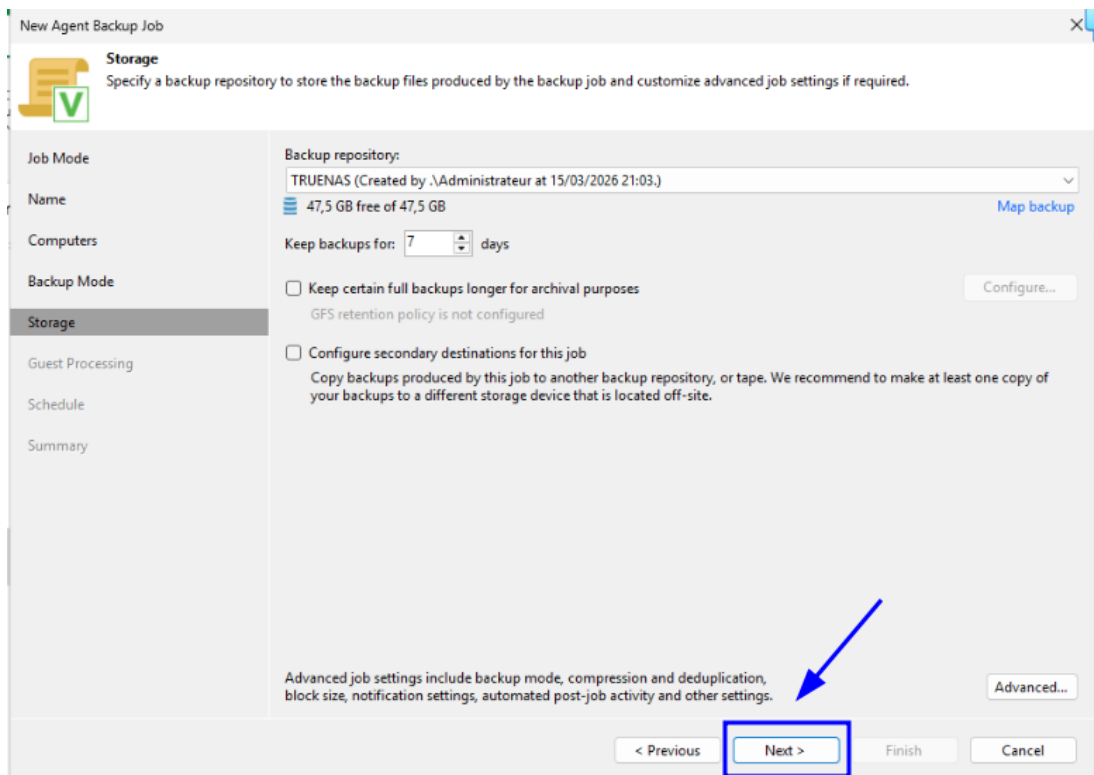 New Agent Backup Job
Storage
Specify a backup repository to store the backup files produced by the backup job and customize advanced job settings if required.
V
Job Mode
Name
Computers
Backup Mode
Storage
Guest Processing
Schedule
Summary
Backup repository:
TRUENAS (Created by .\Administrateur at 15/03/2026 21:03.)
47,5 GB free of 47,5 GB
Map backup
Keep backups for: 7 days
Keep certain full backups longer for archival purposes
Configure...
GFS retention policy is not configured
Configure secondary destinations for this job
Copy backups produced by this job to another backup repository, or tape. We recommend to make at least one copy of
your backups to a different storage device that is located off-site.
Advanced job settings include backup mode, compression and deduplication,
block size, notification settings, automated post-job activity and other settings.
Advanced...
< Previous
Next >
Finish
Cancel